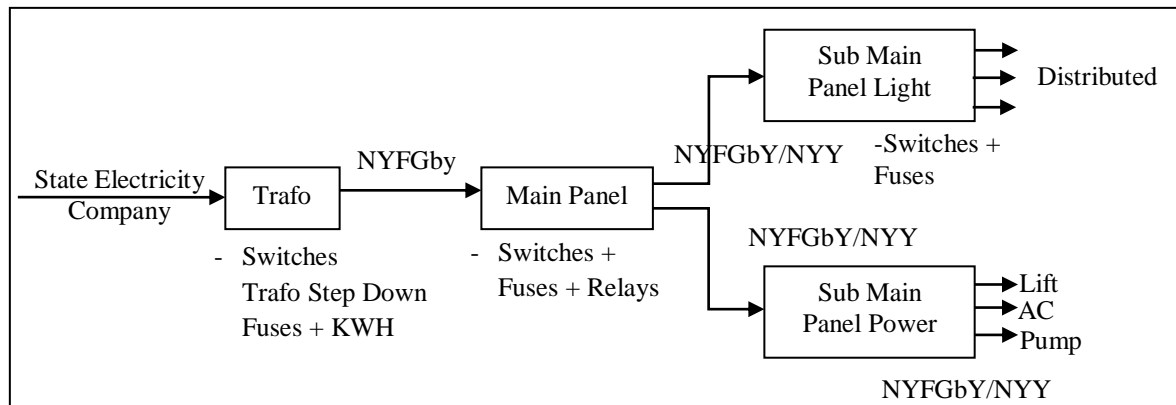 State Electricity
Company
Trafo
- Switches
Trafo Step Down
Fuses + KWH
NYFGby
Main Panel
- Switches +
Fuses + Relays
NYFGbY/NYY
Sub Main
Panel Light
-Switches +
Fuses
Distributed
NYFGbY/NYY
Sub Main
Panel Power
Lift
AC
Pump
NYFGbY/NYY